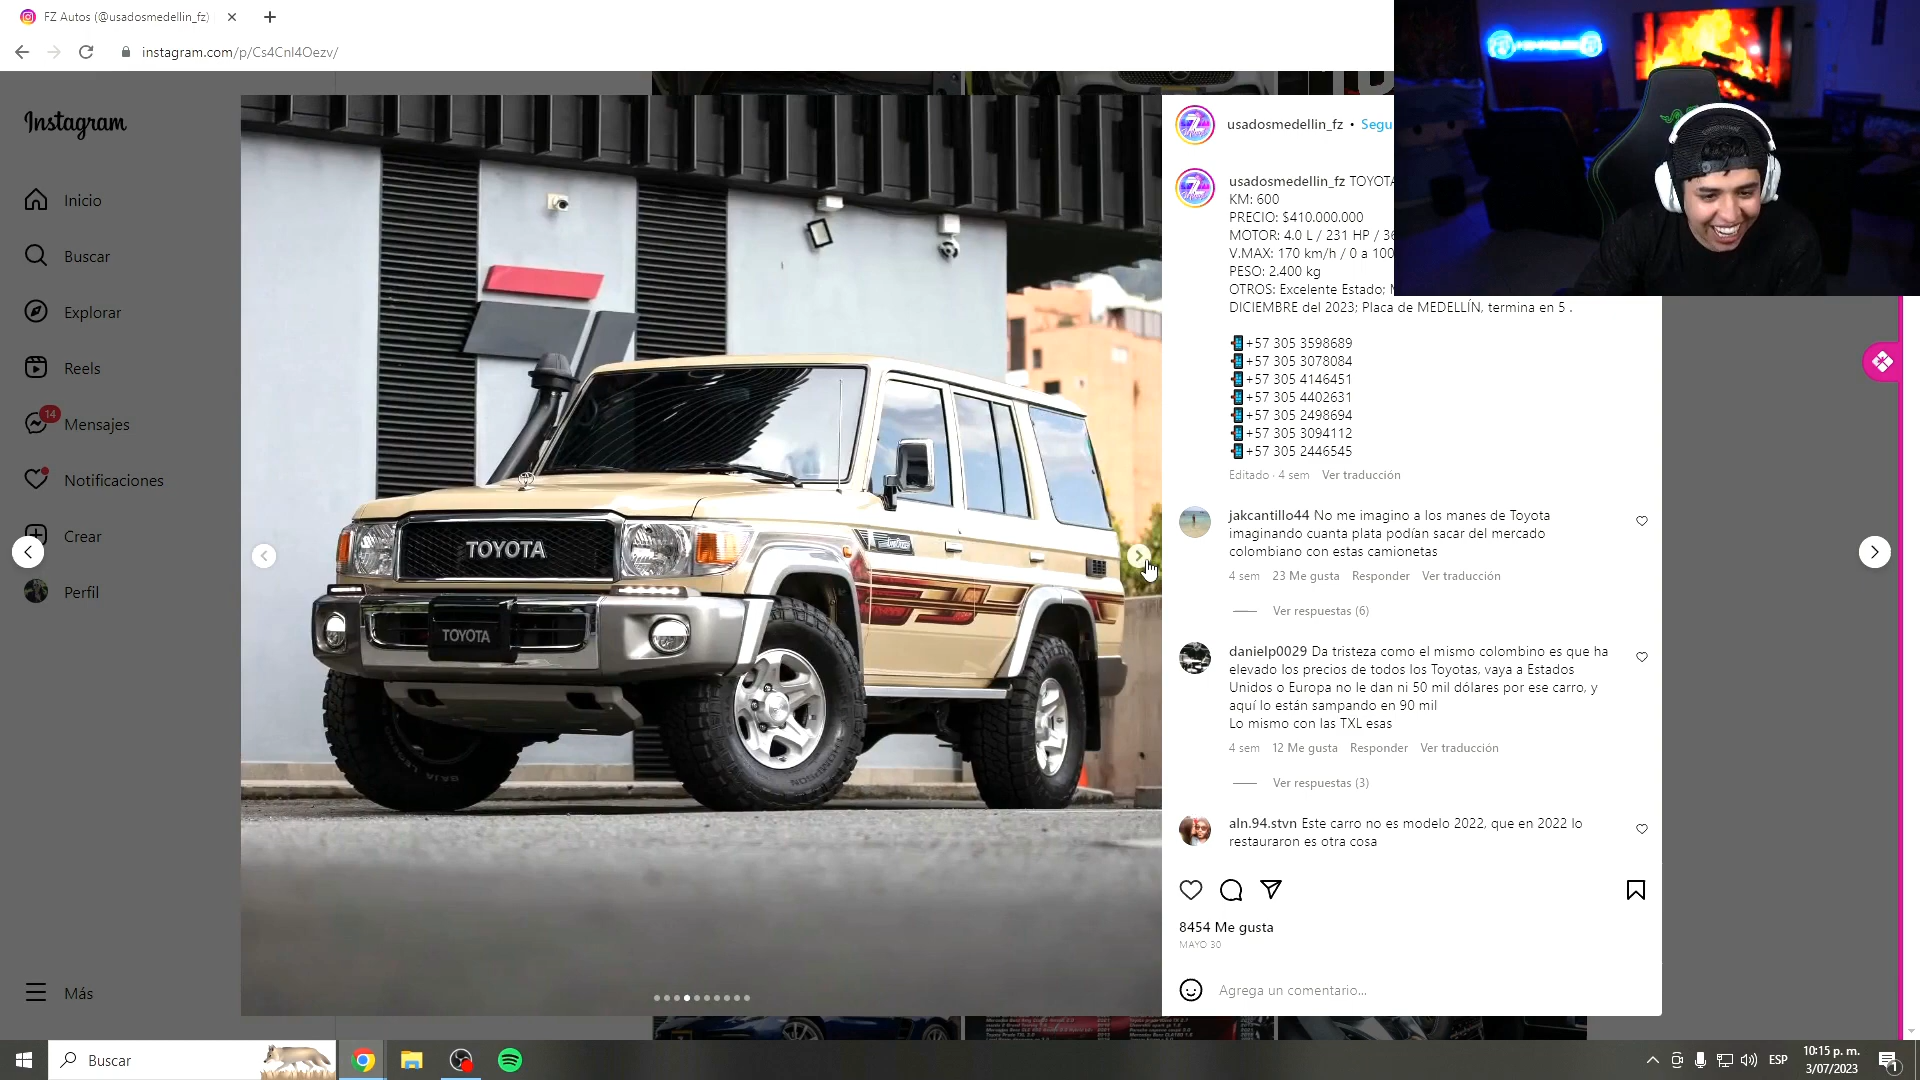 FZ Autos (@usadosmedellin_fz)
instagram.com/p/Cs4CnI4Oezv/
Instagram
Inicio
Buscar
Explorar
Reels
14
Mensajes
Notificaciones
Crear
Perfil
Más
TOYOTA
TOYOTA
usadosmedellin_fz • Segu
usadosmedellin_fz TOYOTA
KM: 600
PRECIO: $410.000.000
MOTOR: 4.0 L / 231 HP / 36
V.MAX: 170 km/h / 0 a 100
PESO: 2.400 kg
OTROS: Excelente Estado;
DICIEMBRE del 2023; Placa de MEDELLÍN, termina en 5 .
+57 305 3598689
+57 305 3078084
+57 305 4146451
+57 305 4402631
+57 305 2498694
+57 305 3094112
+57 305 2446545
Editado · 4 sem Ver traducción
jakcantillo44 No me imagino a los manes de Toyota
imaginando cuanta plata podían sacar del mercado
colombiano con estas camionetas
4 sem 23 Me gusta Responder Ver traducción
Ver respuestas (6)
danielp0029 Da tristeza como el mismo colombino es que ha
elevado los precios de todos los Toyotas, vaya a Estados
Unidos o Europa no le dan ni 50 mil dólares por ese carro, y
aquí lo están sampando en 90 mil
Lo mismo con las TXL esas
4 sem 12 Me gusta Responder Ver traducción
Ver respuestas (3)
aln.94.stvn Este carro no es modelo 2022, que en 2022 lo
restauraron es otra cosa
8454 Me gusta
MAYO 30
Agrega un comentario...
Buscar
ESP
10:15 p. m.
3/07/2023
1